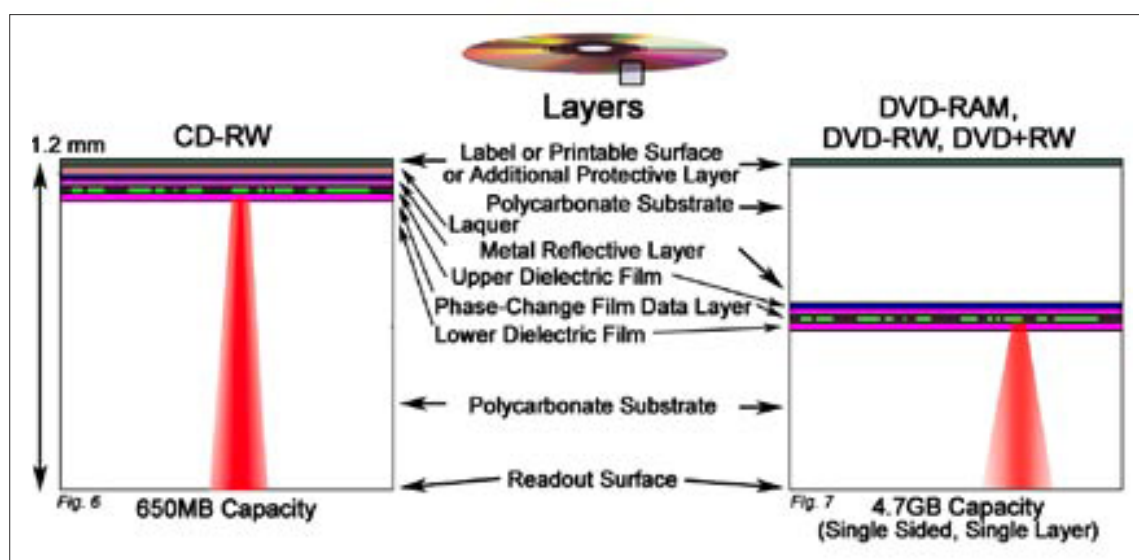 Layers
CD-RW
1.2 mm
DVD-RAM,
DVD-RW, DVD+RW
Label or Printable Surface
or Additional Protective Layer
Polycarbonate Substrate
Laquer
Metal Reflective Layer
Upper Dielectric Film
Phase-Change Film Data Layer
Lower Dielectric Film
Polycarbonate Substrate
Readout Surface
Fig. 6
650MB Capacity
Fig. 7
4.7GB Capacity
(Single Sided, Single Layer)